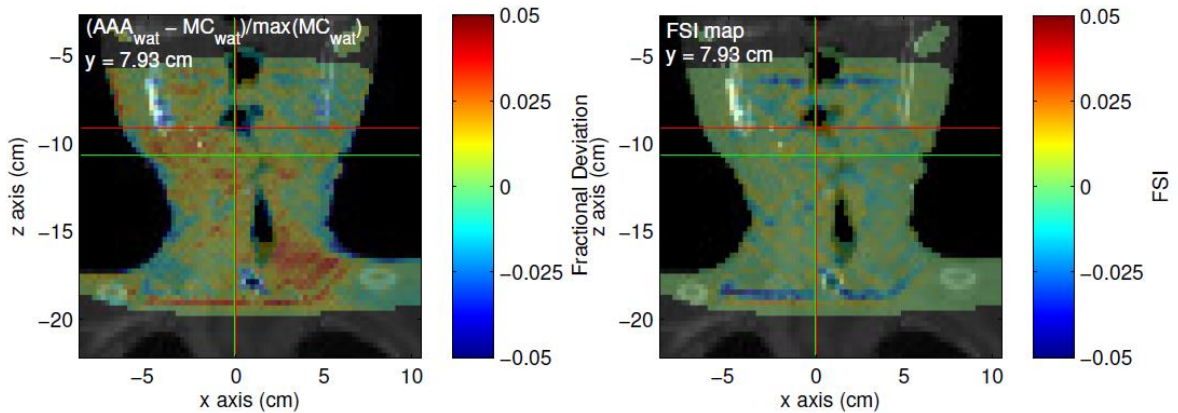 (AAA_wat − MC_wat)/max(MC_wat)
y = 7.93 cm
−5
−10
−15
−20
z axis (cm)
−5
0
5
10
x axis (cm)
0.05
0.025
0
−0.025
−0.05
Fractional Deviation
FSI map
y = 7.93 cm
−5
−10
−15
−20
z axis (cm)
−5
0
5
10
x axis (cm)
0.05
0.025
0
−0.025
−0.05
FSI